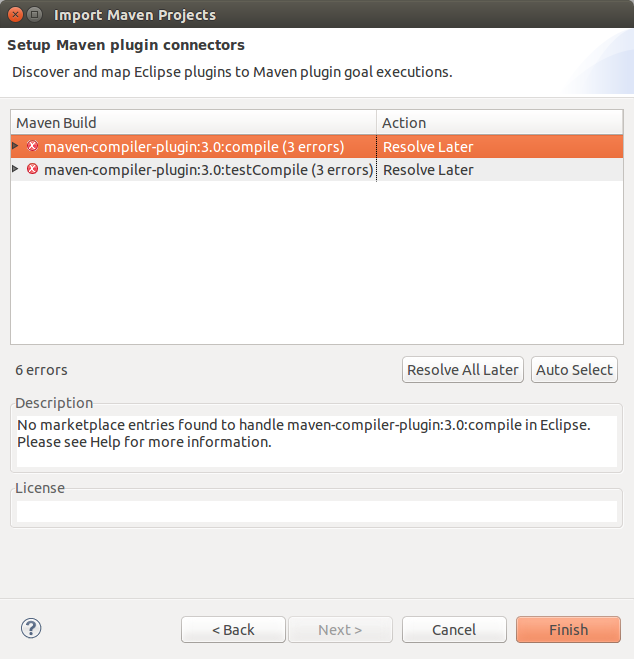 Import Maven Projects
Setup Maven plugin connectors
Discover and map Eclipse plugins to Maven plugin goal executions.
Maven Build Action
maven-compiler-plugin:3.0:compile (3 errors) Resolve Later
maven-compiler-plugin:3.0:testCompile (3 errors) Resolve Later
6 errors Resolve All Later Auto Select
Description
No marketplace entries found to handle maven-compiler-plugin:3.0:compile in Eclipse.
Please see Help for more information.
License
? < Back Next > Cancel Finish